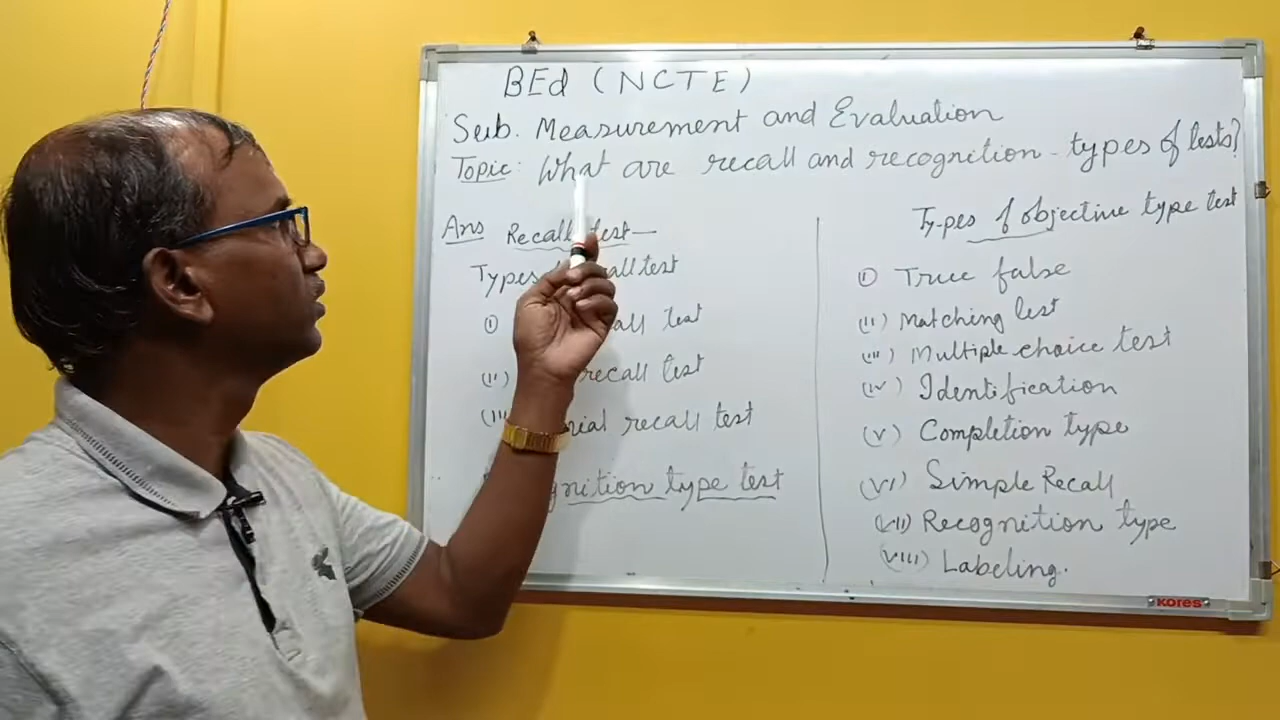 BEd (NCTE)
Sub. Measurement and Evaluation
Topic: What are recall and recognition - types of tests?
Ans Recall test—
Types recall test
(i) recall test
(ii) recall test
(iii) recall test
type test
Types of objective type test
(i) True false
(ii) Matching test
(iii) Multiple choice test
(iv) Identification
(v) Completion type
(vi) Simple Recall
(vii) Recognition type
(viii) Labeling.
KORES